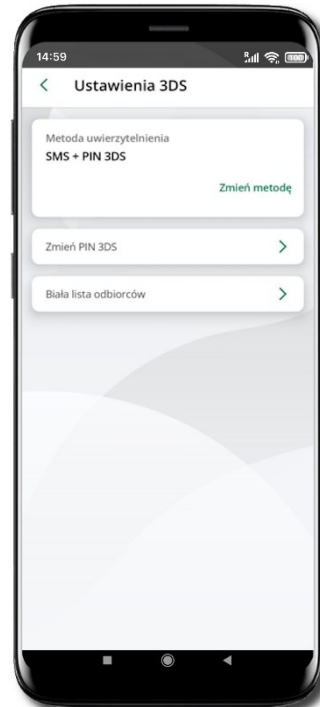 14:59
Ustawienia 3DS
Metoda uwierzytelnienia
SMS + PIN 3DS
Zmień metodę
Zmień PIN 3DS
Biała lista odbiorców